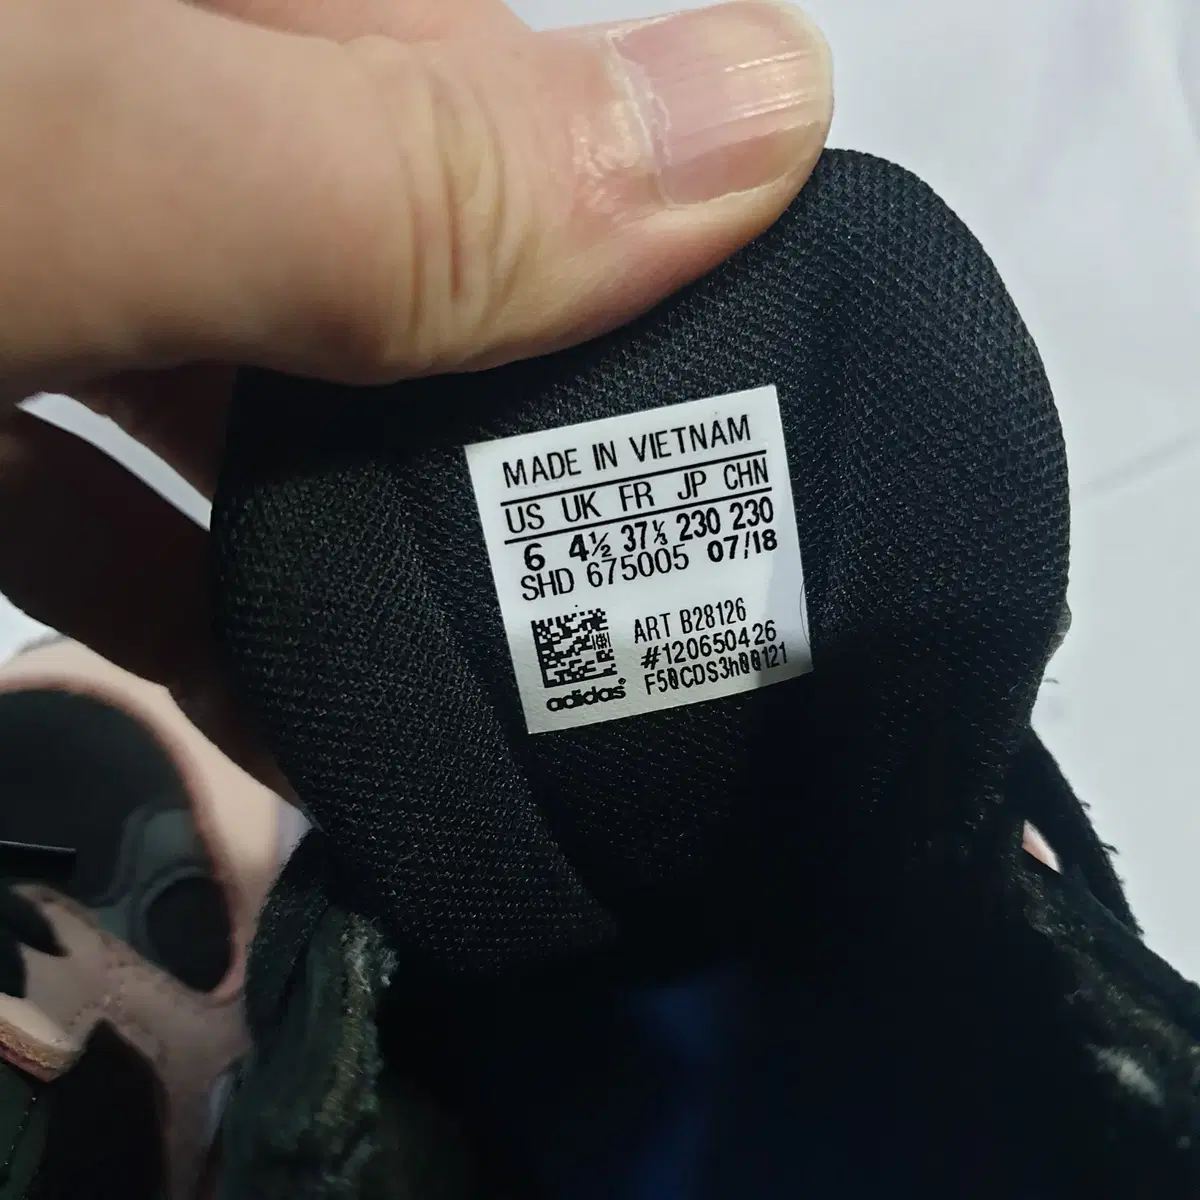 MADE IN VIETNAM
US UK FR JP CHN
6 4½ 37⅓ 230 230
SHD 675005 07/18
ART B28126
#120650426
F50CDS3h00121
adidas®